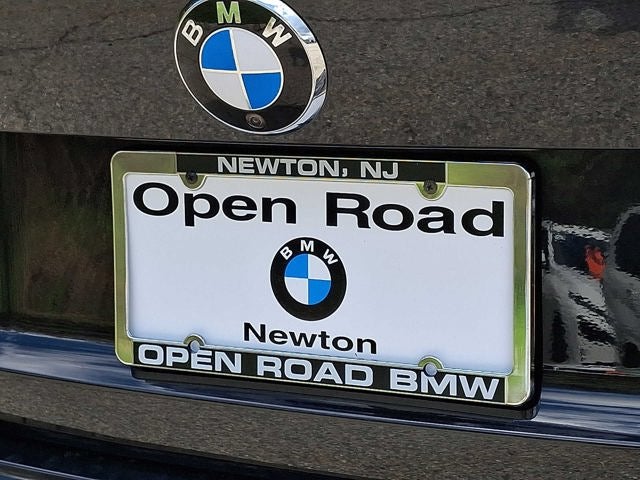 BMW
NEWTON, NJ
Open Road
BMW
Newton
OPEN ROAD BMW